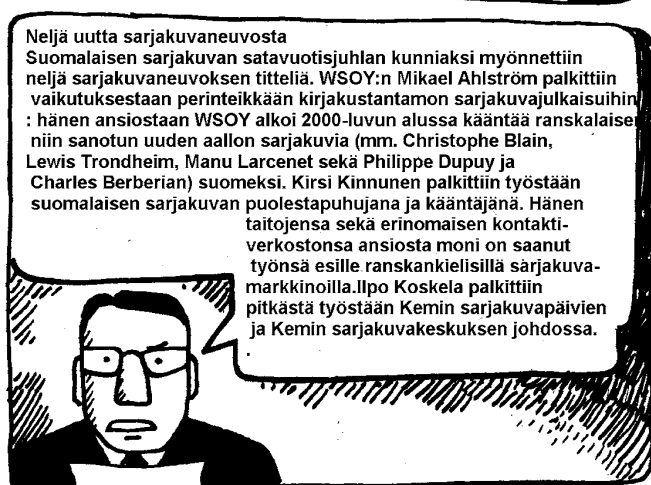 Neljä uutta sarjakuvaneuvosta
Suomalaisen sarjakuvan satavuotisjuhlan kunniaksi myönnettiin
neljä sarjakuvaneuvoksen titteliä. WSOY:n Mikael Ahlström palkittiin
vaikutuksestaan perinteikkään kirjakustantamon sarjakuvajulkaisuihin
: hänen ansiostaan WSOY alkoi 2000-luvun alussa kääntää ranskalaisen
niin sanotun uuden aallon sarjakuvia (mm. Christophe Blain,
Lewis Trondheim, Manu Larcenet sekä Philippe Dupuy ja
Charles Berberian) suomeksi. Kirsi Kinnunen palkittiin työstään
suomalaisen sarjakuvan puolestapuhujana ja kääntäjänä. Hänen
taitojensa sekä erinomaisen kontakti-
verkostonsa ansiosta moni on saanut
työnsä esille ranskankielisillä sarjakuva-
markkinoilla.Ilpo Koskela palkittiin
pitkästä työstään Kemin sarjakuvapäivien
ja Kemin sarjakuvakeskuksen johdossa.
.